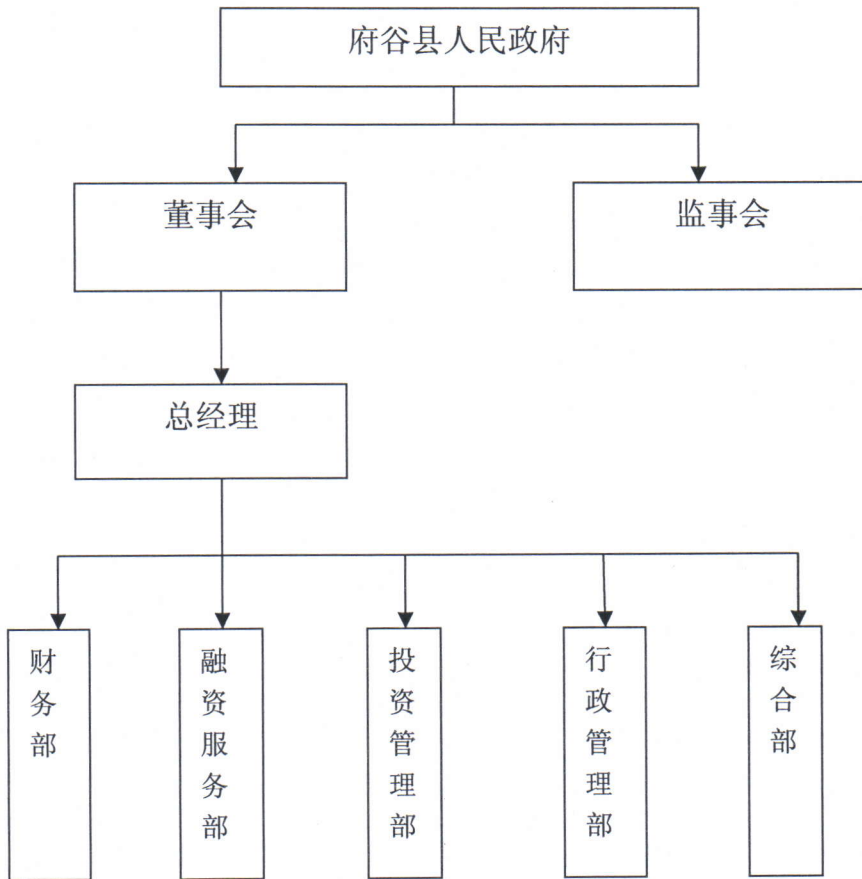 府谷县人民政府
董事会
监事会
总经理
财务部
融资服务部
投资管理部
行政管理部
综合部